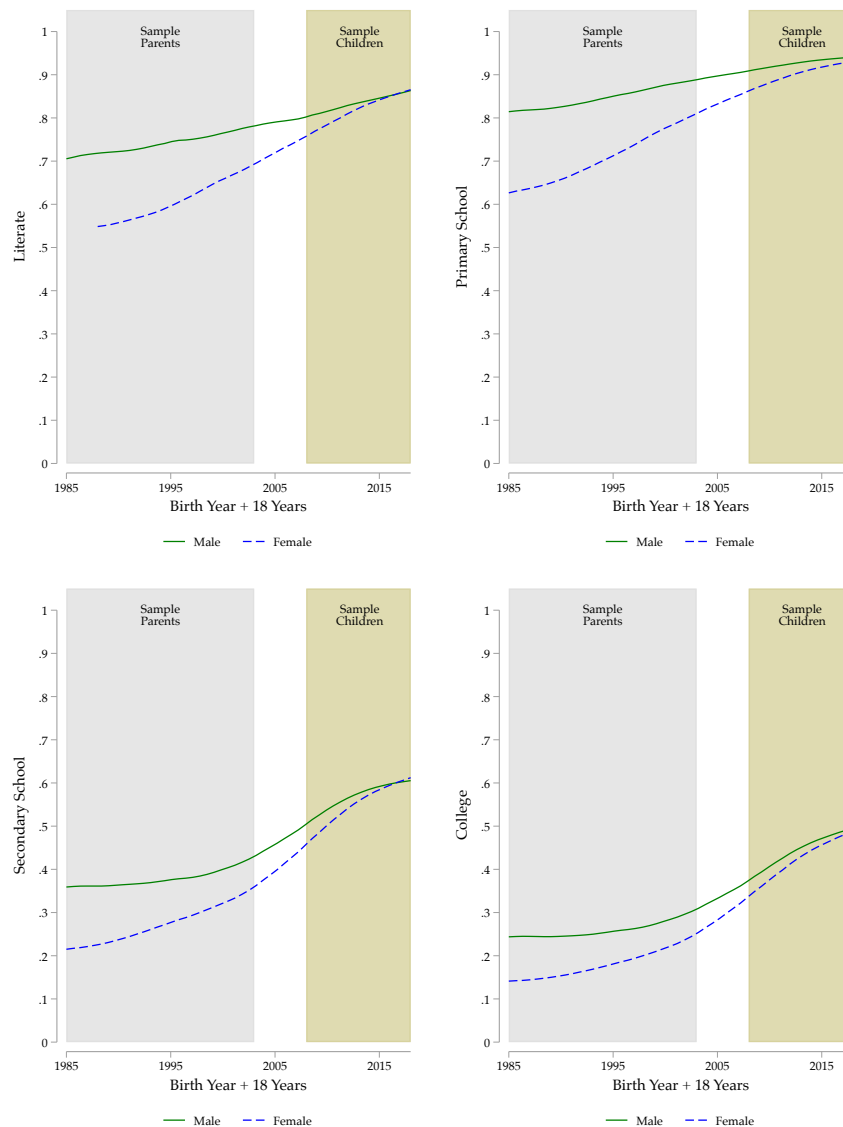 Sample
Parents
Sample
Children
1
.9
.8
.7
.6
.5
.4
.3
.2
.1
0
Literate
1985
1995
2005
2015
Birth Year + 18 Years
Male
Female
Sample
Parents
Sample
Children
1
.9
.8
.7
.6
.5
.4
.3
.2
.1
0
Primary School
1985
1995
2005
2015
Birth Year + 18 Years
Male
Female
Sample
Parents
Sample
Children
1
.9
.8
.7
.6
.5
.4
.3
.2
.1
0
Secondary School
1985
1995
2005
2015
Birth Year + 18 Years
Male
Female
Sample
Parents
Sample
Children
1
.9
.8
.7
.6
.5
.4
.3
.2
.1
0
College
1985
1995
2005
2015
Birth Year + 18 Years
Male
Female